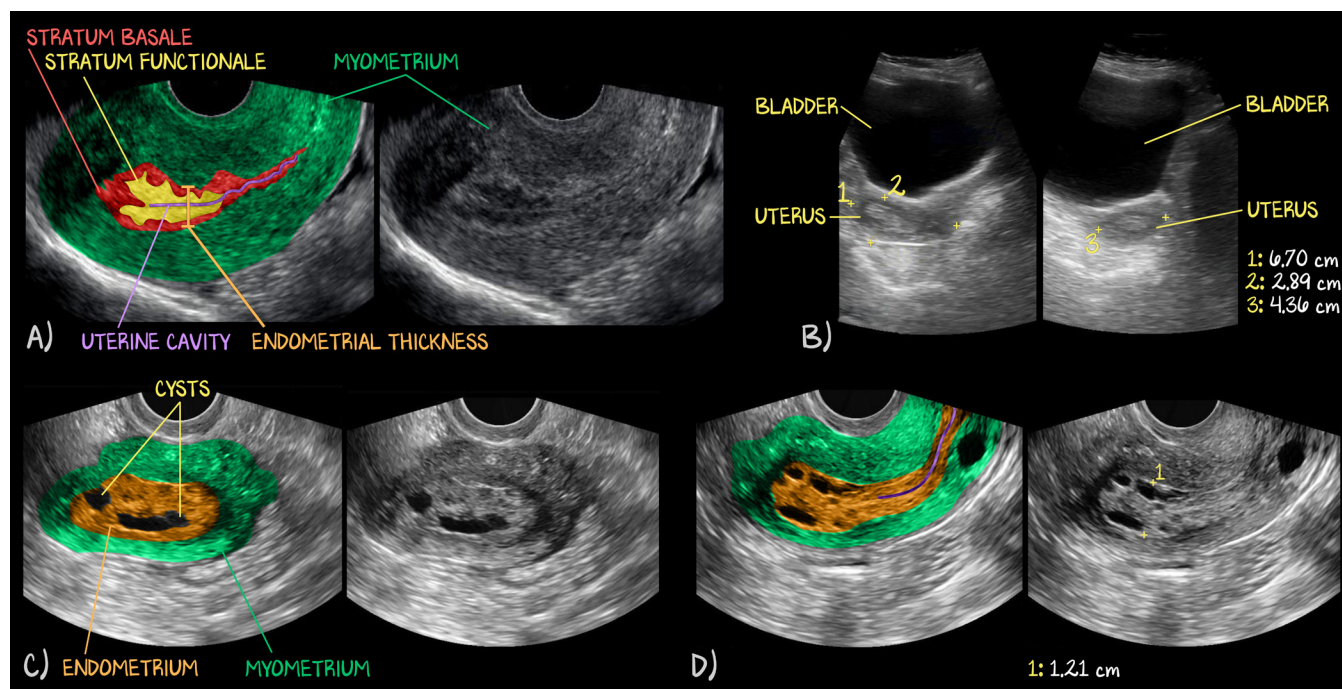 STRATUM BASALE
STRATUM FUNCTIONALE
MYOMETRIUM
UTERINE CAVITY
ENDOMETRIAL THICKNESS
A)
BLADDER
BLADDER
1
2
UTERUS
UTERUS
3
1: 6.70 cm
2: 2.89 cm
3: 4.36 cm
B)
CYSTS
C)
ENDOMETRIUM
MYOMETRIUM
1
D)
1: 1.21 cm